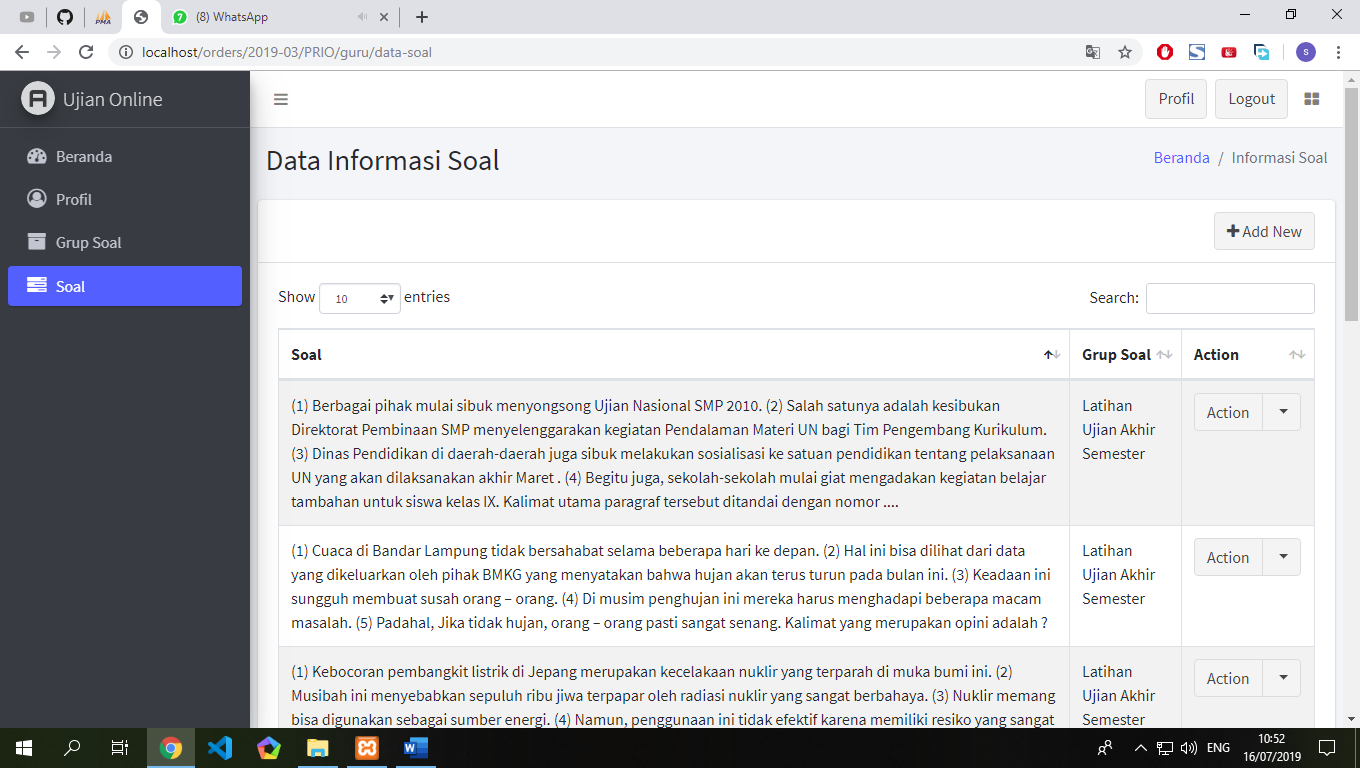 (8) WhatsApp
localhost/orders/2019-03/PRIO/guru/data-soal
Ujian Online
Profil
Logout
Beranda
Profil
Grup Soal
Soal
Data Informasi Soal
Beranda / Informasi Soal
Add New
Show 10 entries
Search:
Soal
Grup Soal
Action
(1) Berbagai pihak mulai sibuk menyongsong Ujian Nasional SMP 2010. (2) Salah satunya adalah kesibukan
Direktorat Pembinaan SMP menyelenggarakan kegiatan Pendalaman Materi UN bagi Tim Pengembang Kurikulum.
(3) Dinas Pendidikan di daerah-daerah juga sibuk melakukan sosialisasi ke satuan pendidikan tentang pelaksanaan
UN yang akan dilaksanakan akhir Maret . (4) Begitu juga, sekolah-sekolah mulai giat mengadakan kegiatan belajar
tambahan untuk siswa kelas IX. Kalimat utama paragraf tersebut ditandai dengan nomor ....
Latihan
Ujian Akhir
Semester
Action
(1) Cuaca di Bandar Lampung tidak bersahabat selama beberapa hari ke depan. (2) Hal ini bisa dilihat dari data
yang dikeluarkan oleh pihak BMKG yang menyatakan bahwa hujan akan terus turun pada bulan ini. (3) Keadaan ini
sungguh membuat susah orang – orang. (4) Di musim penghujan ini mereka harus menghadapi beberapa macam
masalah. (5) Padahal, Jika tidak hujan, orang – orang pasti sangat senang. Kalimat yang merupakan opini adalah ?
Latihan
Ujian Akhir
Semester
Action
(1) Kebocoran pembangkit listrik di Jepang merupakan kecelakaan nuklir yang terparah di muka bumi ini. (2)
Musibah ini menyebabkan sepuluh ribu jiwa terpapar oleh radiasi nuklir yang sangat berbahaya. (3) Nuklir memang
bisa digunakan sebagai sumber energi. (4) Namun, penggunaan ini tidak efektif karena memiliki resiko yang sangat
Latihan
Ujian Akhir
Semester
Action
ENG
10:52
16/07/2019